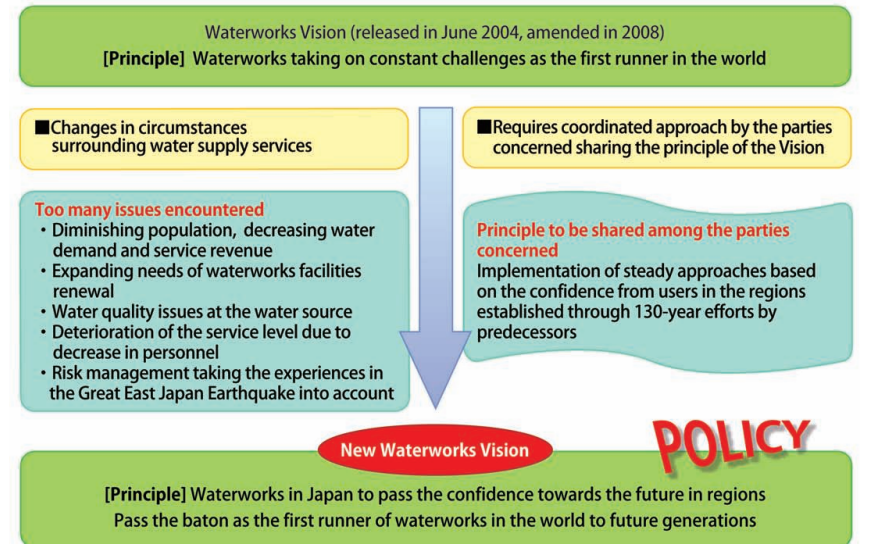 Waterworks Vision (released in June 2004, amended in 2008)
[Principle] Waterworks taking on constant challenges as the first runner in the world
■Changes in circumstances
surrounding water supply services
■Requires coordinated approach by the parties
concerned sharing the principle of the Vision
Too many issues encountered
・Diminishing population, decreasing water
demand and service revenue
・Expanding needs of waterworks facilities
renewal
・Water quality issues at the water source
・Deterioration of the service level due to
decrease in personnel
・Risk management taking the experiences in
the Great East Japan Earthquake into account
Principle to be shared among the parties
concerned
Implementation of steady approaches based
on the confidence from users in the regions
established through 130-year efforts by
predecessors
New Waterworks Vision
POLICY
[Principle] Waterworks in Japan to pass the confidence towards the future in regions
Pass the baton as the first runner of waterworks in the world to future generations